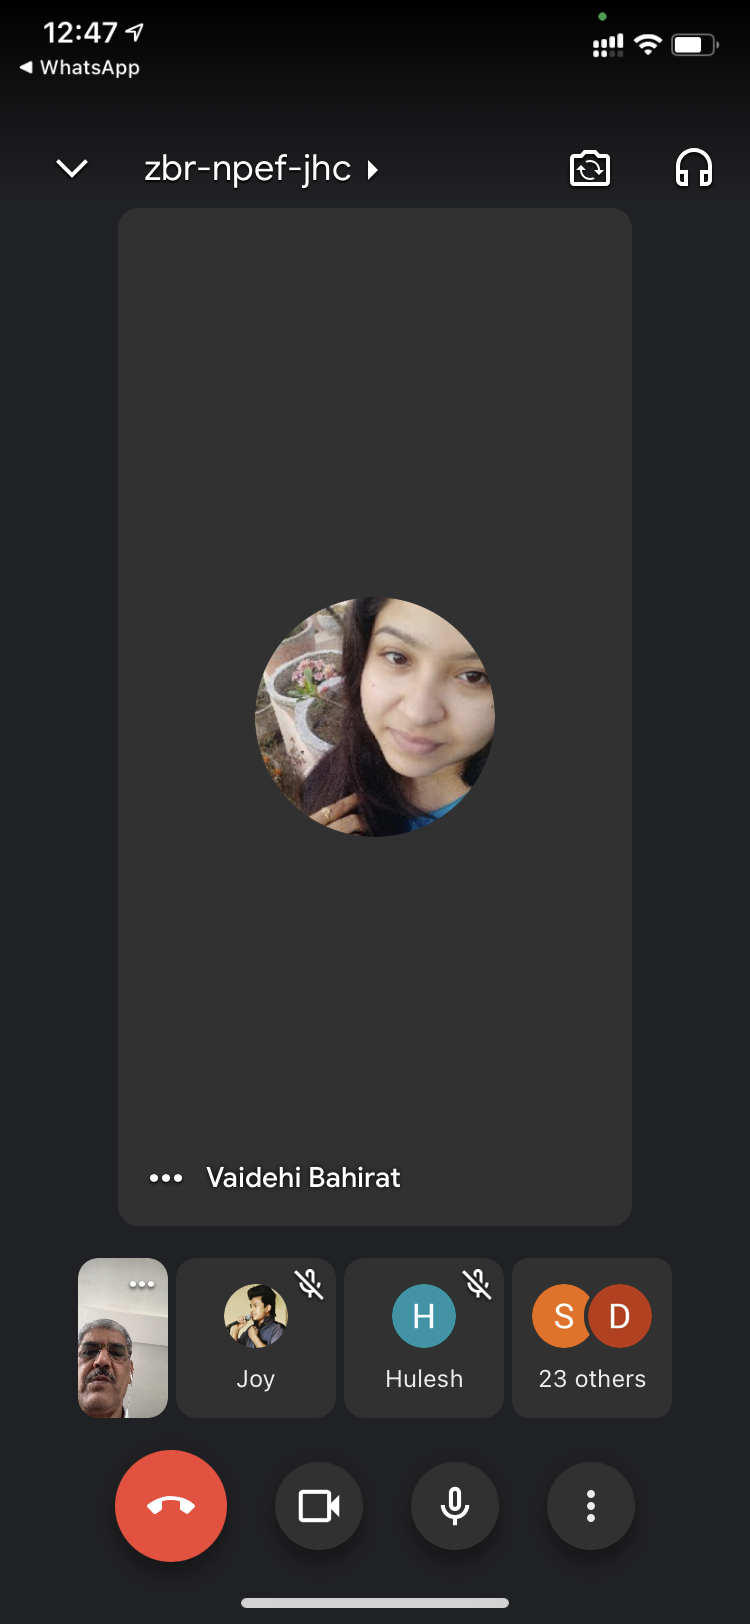 12:47
◀ WhatsApp
zbr-npef-jhc
Vaidehi Bahirat
Joy
H
Hulesh
S D
23 others